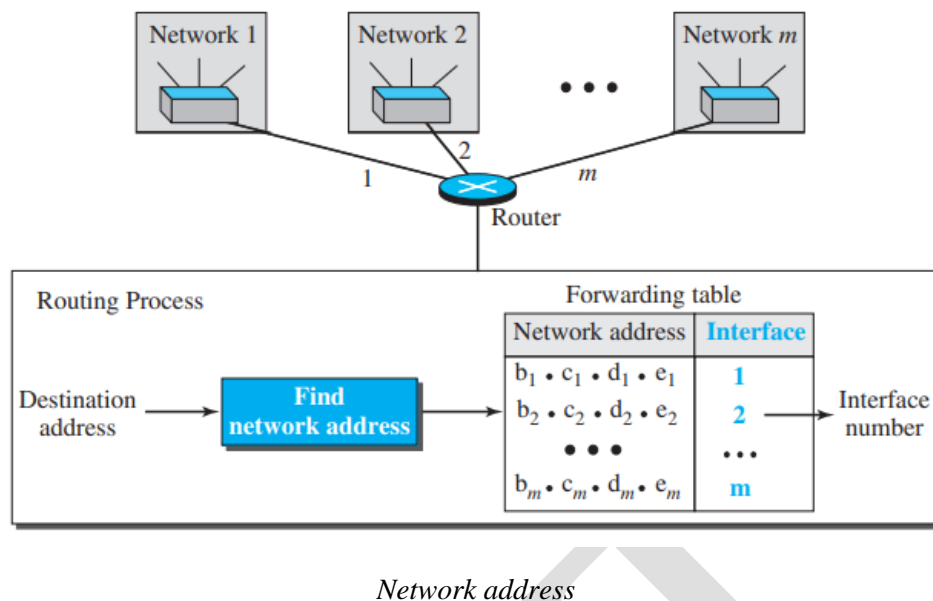 Network 1
Network 2
Network m
1
2
m
Router
Routing Process
Forwarding table
Network address Interface
b₁ • c₁ • d₁ • e₁ 1
b₂ • c₂ • d₂ • e₂ 2
• • • •••
bₘ • cₘ • dₘ • eₘ m
Destination
address
Find
network address
Interface
number
Network address